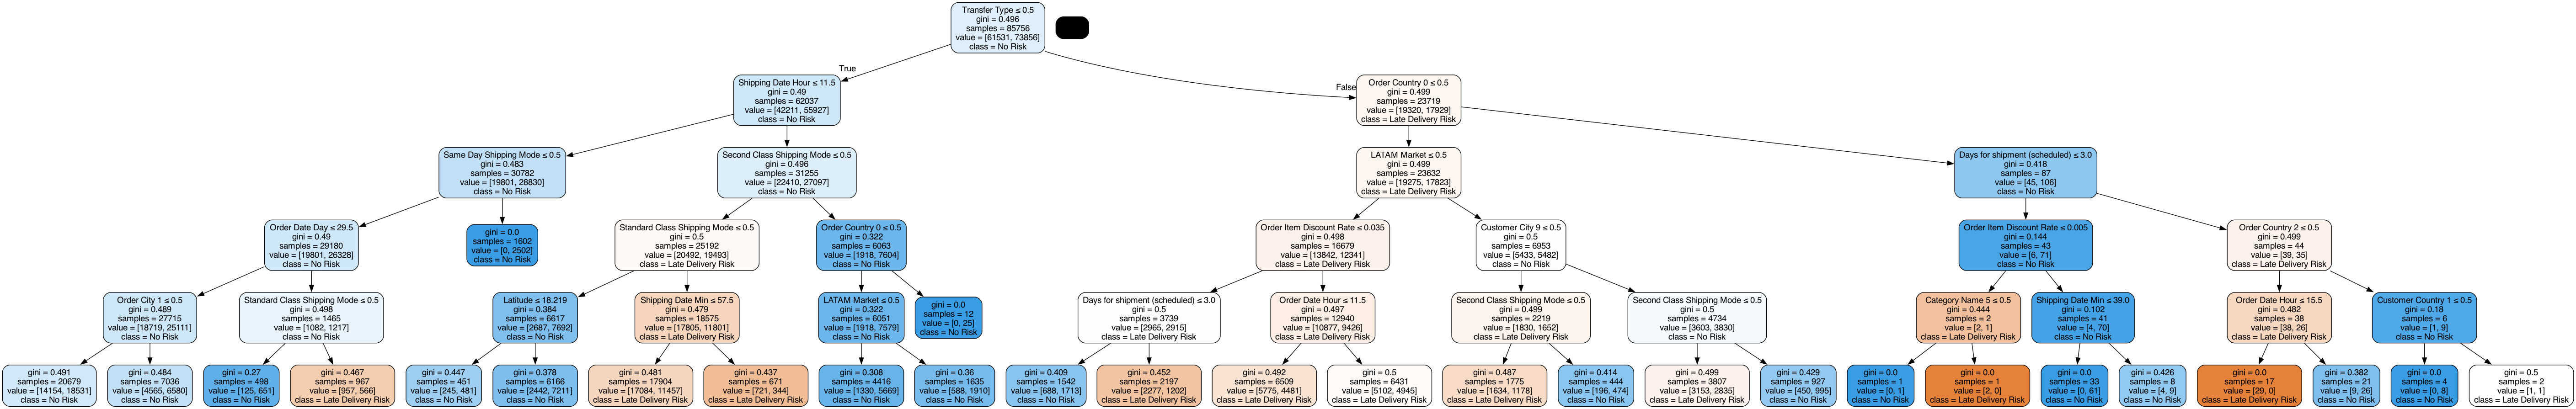 Transfer Type ≤ 0.5
gini = 0.496
samples = 85756
value = [61531, 73856]
class = No Risk
True
False
Shipping Date Hour ≤ 11.5
gini = 0.49
samples = 62037
value = [42211, 55927]
class = No Risk
Order Country 0 ≤ 0.5
gini = 0.499
samples = 23719
value = [19320, 17929]
class = Late Delivery Risk
Same Day Shipping Mode ≤ 0.5
gini = 0.483
samples = 30782
value = [19801, 28830]
class = No Risk
Second Class Shipping Mode ≤ 0.5
gini = 0.496
samples = 31255
value = [22410, 27097]
class = No Risk
LATAM Market ≤ 0.5
gini = 0.499
samples = 23632
value = [19275, 17823]
class = Late Delivery Risk
Days for shipment (scheduled) ≤ 3.0
gini = 0.418
samples = 87
value = [45, 106]
class = No Risk
Order Date Day ≤ 29.5
gini = 0.49
samples = 29180
value = [19801, 26328]
class = No Risk
gini = 0.0
samples = 1602
value = [0, 2502]
class = No Risk
Standard Class Shipping Mode ≤ 0.5
gini = 0.5
samples = 25192
value = [20492, 19493]
class = Late Delivery Risk
Order Country 0 ≤ 0.5
gini = 0.322
samples = 6063
value = [1918, 7604]
class = No Risk
Order Item Discount Rate ≤ 0.035
gini = 0.498
samples = 16679
value = [13842, 12341]
class = Late Delivery Risk
Customer City 9 ≤ 0.5
gini = 0.5
samples = 6953
value = [5433, 5482]
class = No Risk
Order Item Discount Rate ≤ 0.005
gini = 0.144
samples = 43
value = [6, 71]
class = No Risk
Order Country 2 ≤ 0.5
gini = 0.499
samples = 44
value = [39, 35]
class = Late Delivery Risk
Order City 1 ≤ 0.5
gini = 0.489
samples = 27715
value = [18719, 25111]
class = No Risk
Standard Class Shipping Mode ≤ 0.5
gini = 0.498
samples = 1465
value = [1082, 1217]
class = No Risk
Latitude ≤ 18.219
gini = 0.384
samples = 6617
value = [2687, 7692]
class = No Risk
Shipping Date Min ≤ 57.5
gini = 0.479
samples = 18575
value = [17805, 11801]
class = Late Delivery Risk
LATAM Market ≤ 0.5
gini = 0.322
samples = 6051
value = [1918, 7579]
class = No Risk
gini = 0.0
samples = 12
value = [0, 25]
class = No Risk
Days for shipment (scheduled) ≤ 3.0
gini = 0.5
samples = 3739
value = [2965, 2915]
class = Late Delivery Risk
Order Date Hour ≤ 11.5
gini = 0.497
samples = 12940
value = [10877, 9426]
class = Late Delivery Risk
Second Class Shipping Mode ≤ 0.5
gini = 0.499
samples = 2219
value = [1830, 1652]
class = Late Delivery Risk
Second Class Shipping Mode ≤ 0.5
gini = 0.5
samples = 4734
value = [3603, 3830]
class = No Risk
Category Name 5 ≤ 0.5
gini = 0.444
samples = 2
value = [2, 1]
class = Late Delivery Risk
Shipping Date Min ≤ 39.0
gini = 0.102
samples = 41
value = [4, 70]
class = No Risk
Order Date Hour ≤ 15.5
gini = 0.482
samples = 38
value = [38, 26]
class = Late Delivery Risk
Customer Country 1 ≤ 0.5
gini = 0.18
samples = 6
value = [1, 9]
class = No Risk
gini = 0.491
samples = 20679
value = [14154, 18531]
class = No Risk
gini = 0.484
samples = 7036
value = [4565, 6580]
class = No Risk
gini = 0.27
samples = 498
value = [125, 651]
class = No Risk
gini = 0.467
samples = 967
value = [957, 566]
class = Late Delivery Risk
gini = 0.447
samples = 451
value = [245, 481]
class = No Risk
gini = 0.378
samples = 6166
value = [2442, 7211]
class = No Risk
gini = 0.481
samples = 17904
value = [17084, 11457]
class = Late Delivery Risk
gini = 0.437
samples = 671
value = [721, 344]
class = Late Delivery Risk
gini = 0.308
samples = 4416
value = [1330, 5669]
class = No Risk
gini = 0.36
samples = 1635
value = [588, 1910]
class = No Risk
gini = 0.409
samples = 1542
value = [688, 1713]
class = No Risk
gini = 0.452
samples = 2197
value = [2277, 1202]
class = Late Delivery Risk
gini = 0.492
samples = 6509
value = [5775, 4481]
class = Late Delivery Risk
gini = 0.5
samples = 6431
value = [5102, 4945]
class = Late Delivery Risk
gini = 0.487
samples = 1775
value = [1634, 1178]
class = Late Delivery Risk
gini = 0.414
samples = 444
value = [196, 474]
class = No Risk
gini = 0.499
samples = 3807
value = [3153, 2835]
class = Late Delivery Risk
gini = 0.429
samples = 927
value = [450, 995]
class = No Risk
gini = 0.0
samples = 1
value = [0, 1]
class = No Risk
gini = 0.0
samples = 1
value = [2, 0]
class = Late Delivery Risk
gini = 0.0
samples = 33
value = [0, 61]
class = No Risk
gini = 0.426
samples = 8
value = [4, 9]
class = No Risk
gini = 0.0
samples = 17
value = [29, 0]
class = Late Delivery Risk
gini = 0.382
samples = 21
value = [9, 26]
class = No Risk
gini = 0.0
samples = 4
value = [0, 8]
class = No Risk
gini = 0.5
samples = 2
value = [1, 1]
class = Late Delivery Risk